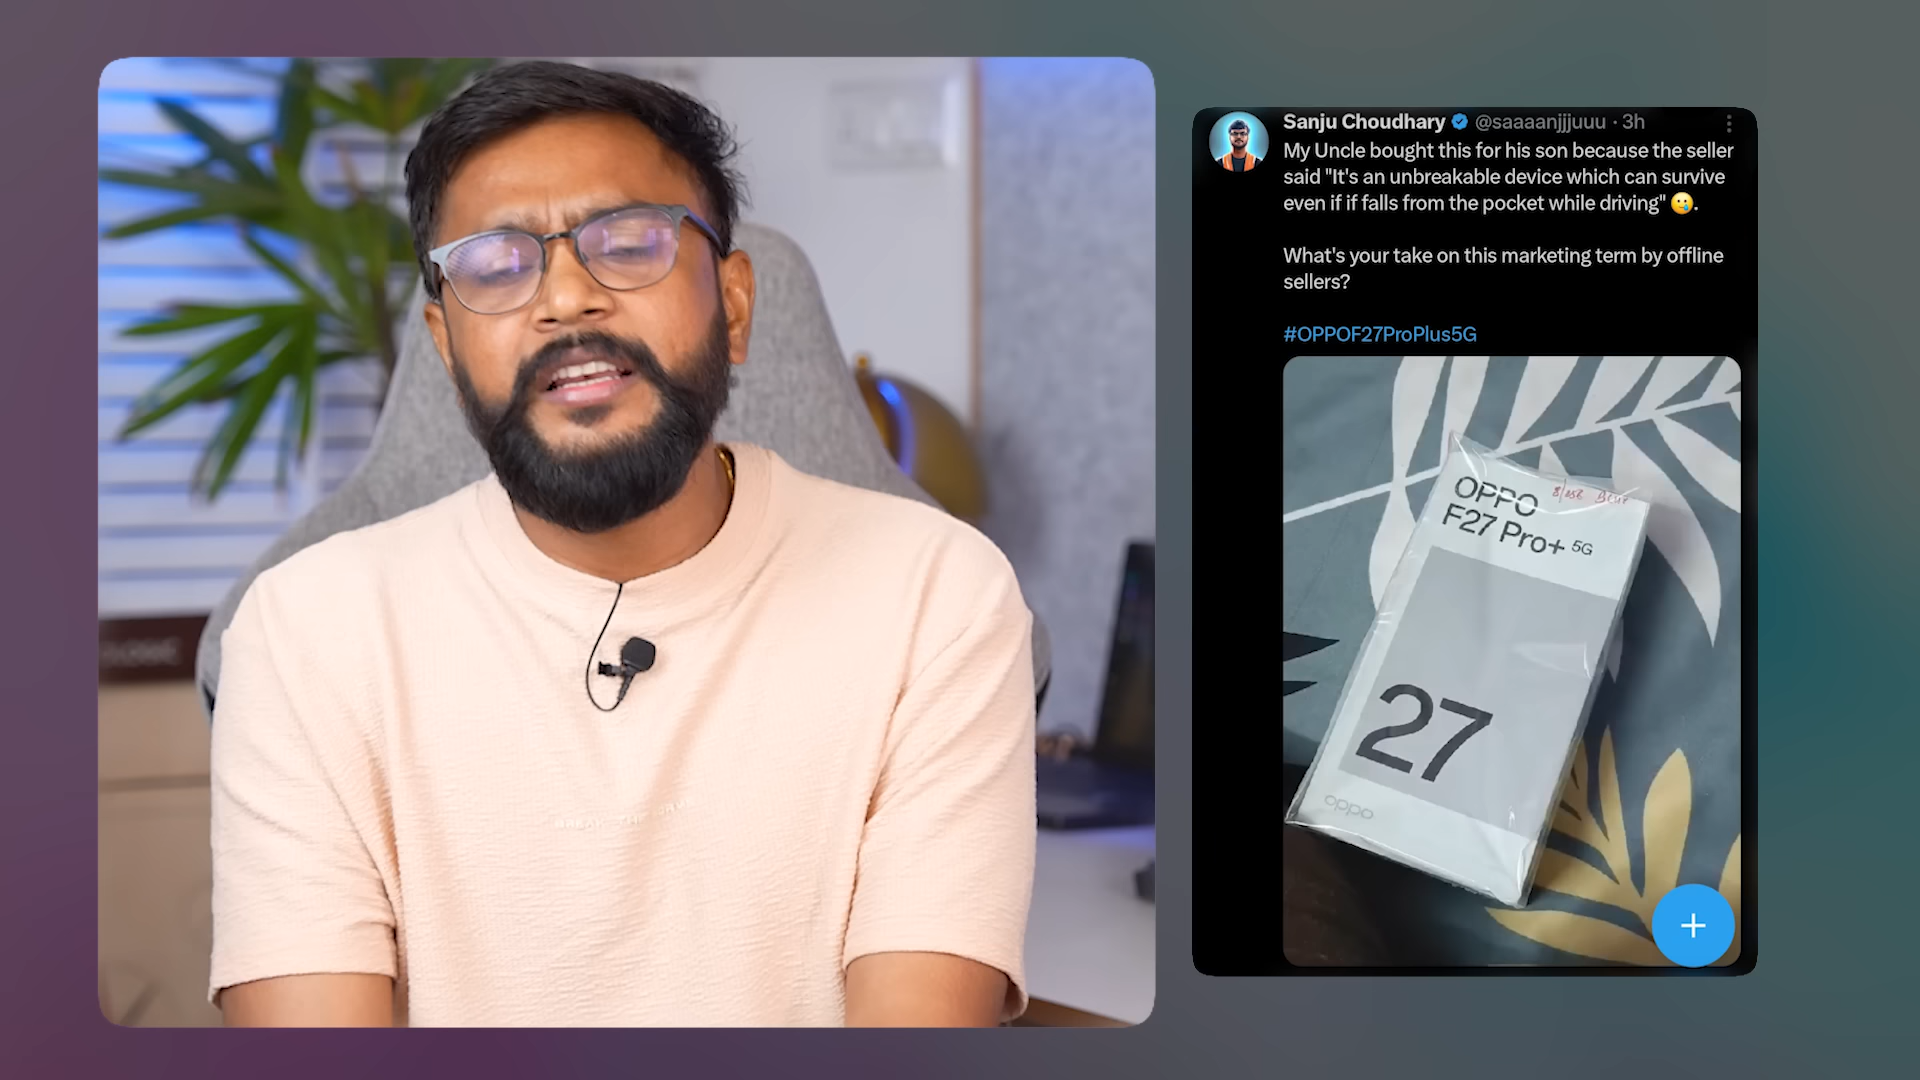 Sanju Choudhary @saaaanjjjuuu · 3h
My Uncle bought this for his son because the seller
said "It's an unbreakable device which can survive
even if if falls from the pocket while driving" 🥲.
What's your take on this marketing term by offline
sellers?
#OPPOF27ProPlus5G
OPPO
F27 Pro+ 5G
27
oppo